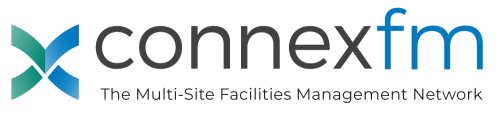 connexfm
The Multi-Site Facilities Management Network